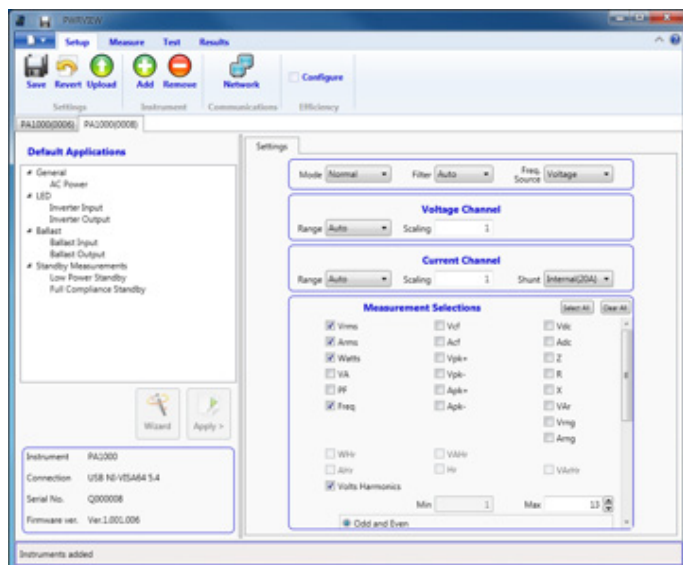 PWRVIEW
Setup Measure Test Results
Save Revert Upload Add Remove Network Configure
Settings Instrument Communications Efficiency
PA1000(0006) PA1000(0008)
Default Applications
General
AC Power
LED
Inverter Input
Inverter Output
Ballast
Ballast Input
Ballast Output
Standby Measurements
Low Power Standby
Full Compliance Standby
Wizard Apply >
Instrument PA1000
Connection USB NI-VISA64 5.4
Serial No. Q000008
Firmware ver. Ver.1.001.006
Settings
Mode Normal Filter Auto Freq. Source Voltage
Voltage Channel
Range Auto Scaling 1
Current Channel
Range Auto Scaling 1 Shunt Internal(20A)
Measurement Selections Select All Clear All
Vrms Vcf Vdc
Arms Acf Adc
Watts Vpk+ Z
VA Vpk- R
PF Apk+ X
Freq Apk- VAr
Vrng
Arng
WHr VAHr
AHr Hr VArHr
Volts Harmonics
Min 1 Max 13
Odd and Even
Instruments added